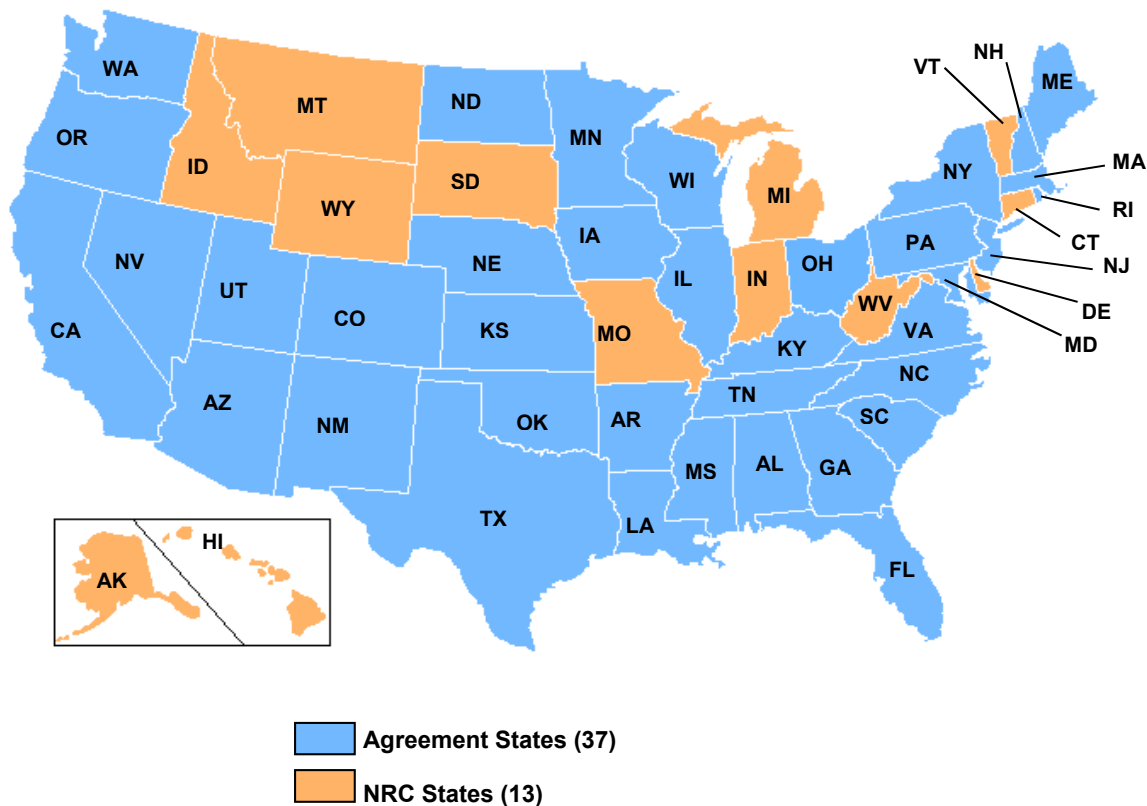 WA
MT
ND
MN
VT
NH
ME
OR
ID
SD
WI
MI
NY
MA
WY
RI
IA
PA
CT
NV
NE
IL
IN
OH
NJ
UT
CO
DE
CA
KS
MO
WV
VA
MD
KY
NC
AZ
NM
OK
AR
TN
SC
MS
AL
GA
TX
LA
HI
AK
FL
Agreement States (37)
NRC States (13)